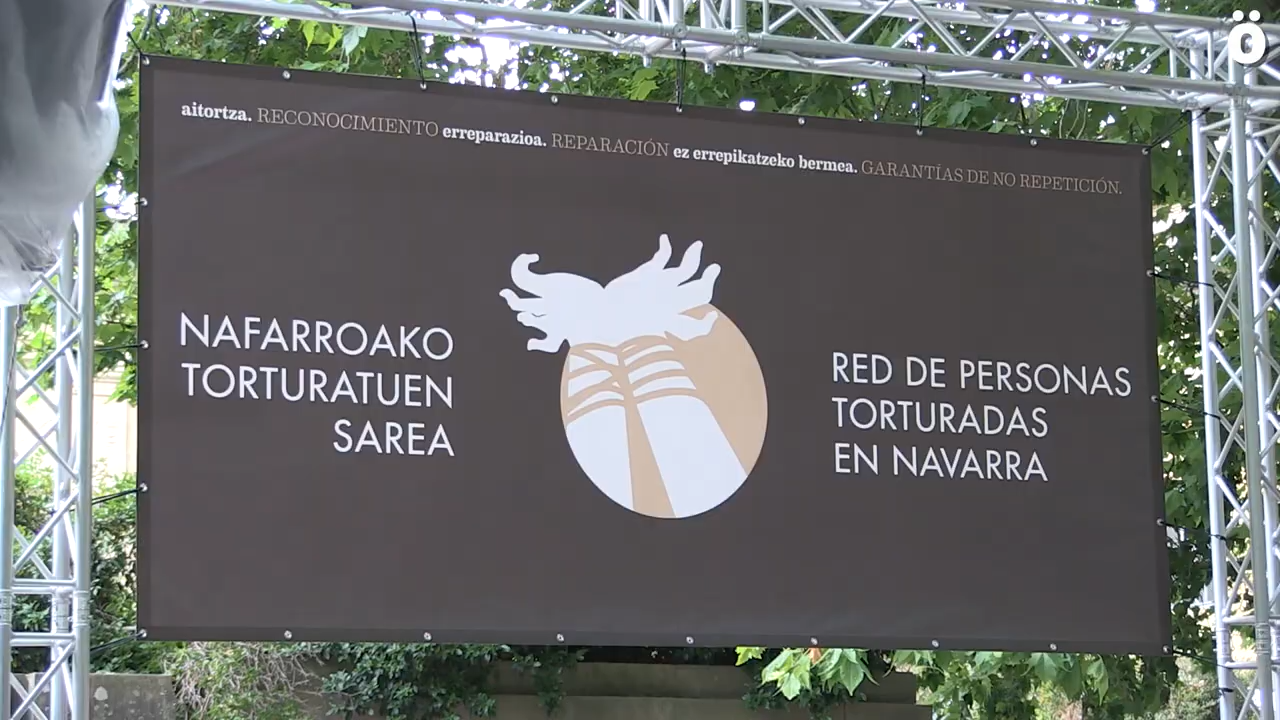 ö
aitortza. RECONOCIMIENTO erreparazioa. REPARACIÓN ez errepikatzeko bermea. GARANTÍAS DE NO REPETICIÓN.
NAFARROAKO
TORTURATUEN
SAREA
RED DE PERSONAS
TORTURADAS
EN NAVARRA